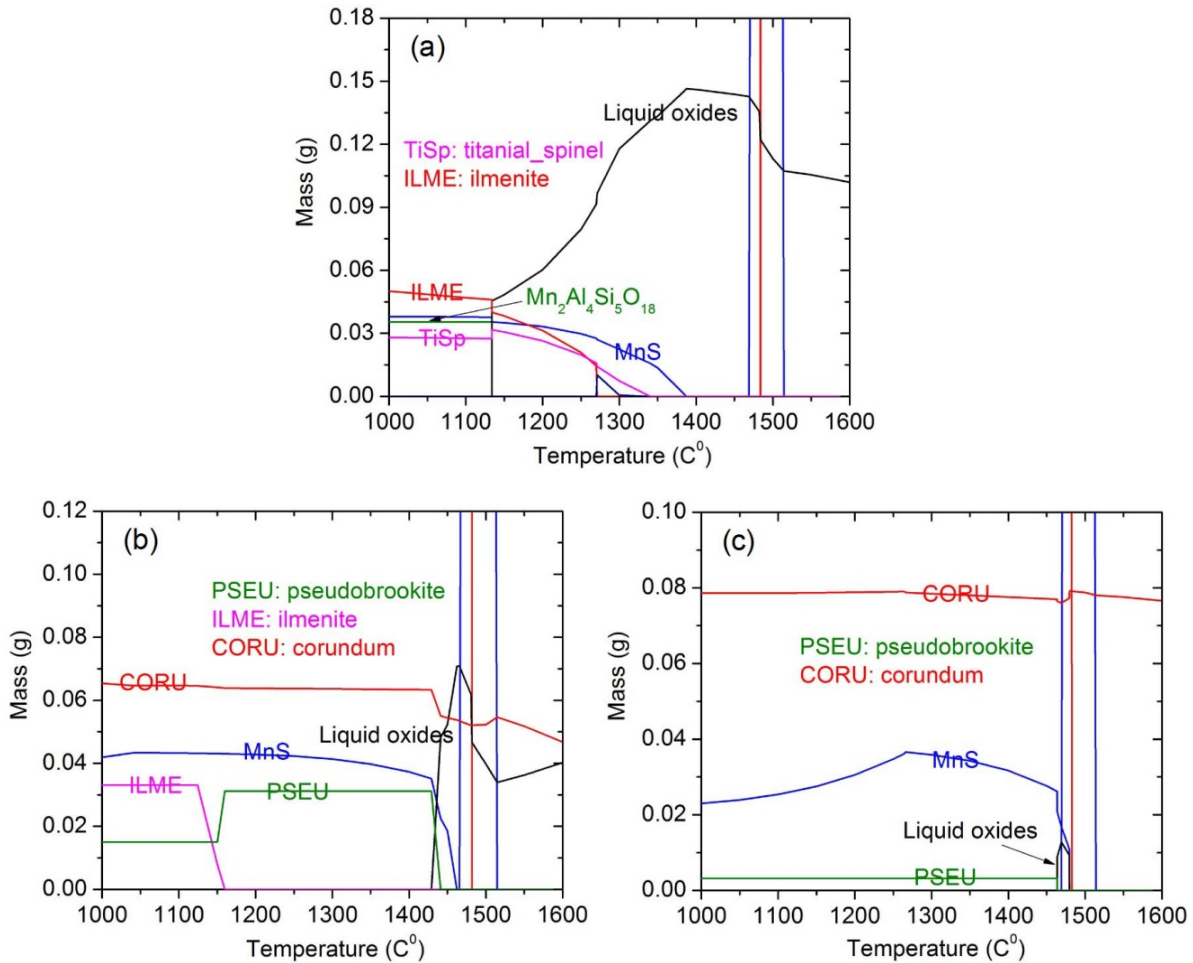 (a)
0.18
0.15
0.12
0.09
0.06
0.03
0.00
Mass (g)
Liquid oxides
TiSp: titanial_spinel
ILME: ilmenite
ILME
Mn₂Al₄Si₅O₁₈
TiSp
MnS
1000 1100 1200 1300 1400 1500 1600
Temperature (C⁰)
(b)
0.12
0.10
0.08
0.06
0.04
0.02
0.00
Mass (g)
PSEU: pseudobrookite
ILME: ilmenite
CORU: corundum
CORU
Liquid oxides
MnS
ILME
PSEU
1000 1100 1200 1300 1400 1500 1600
Temperature (C⁰)
(c)
0.10
0.08
0.06
0.04
0.02
0.00
Mass (g)
CORU
PSEU: pseudobrookite
CORU: corundum
MnS
Liquid oxides
PSEU
1000 1100 1200 1300 1400 1500 1600
Temperature (C⁰)